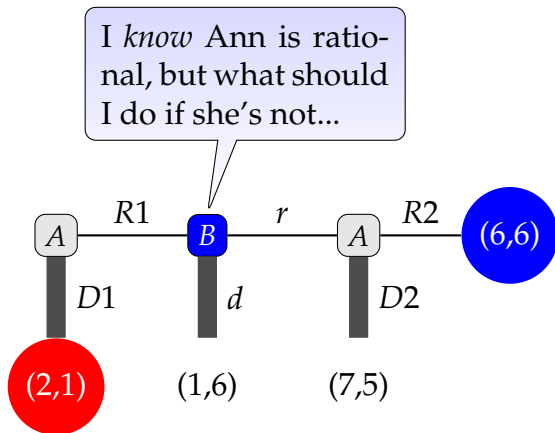 I know Ann is ratio-
nal, but what should
I do if she's not...
R1 r R2
A B A (6,6)
D1 d D2
(2,1) (1,6) (7,5)